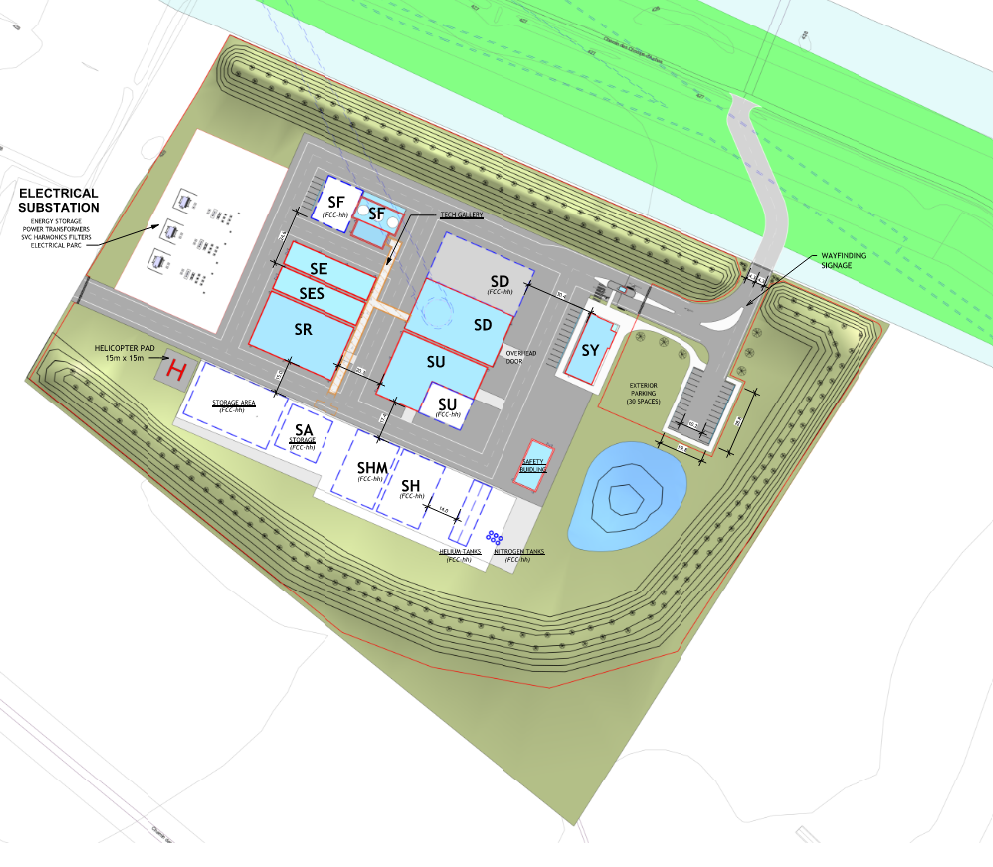 ELECTRICAL
SUBSTATION
ENERGY STORAGE
POWER TRANSFORMERS
SVC HARMONICS FILTERS
ELECTRICAL PARC
SF
(FCC-hh)
SF
TECH GALLERY
SE
SES
SR
SD
(FCC-hh)
SD
SU
SU
(FCC-hh)
OVERHEAD
DOOR
SY
WAYFINDING
SIGNAGE
EXTERIOR
PARKING
(30 SPACES)
HELICOPTER PAD
15m x 15m
H
STORAGE AREA
(FCC-hh)
SA
STORAGE
(FCC-hh)
SHM
(FCC-hh)
SH
(FCC-hh)
SAFETY
BUIDLING
HELIUM TANKS
(FCC-hh)
NITROGEN TANKS
(FCC-hh)